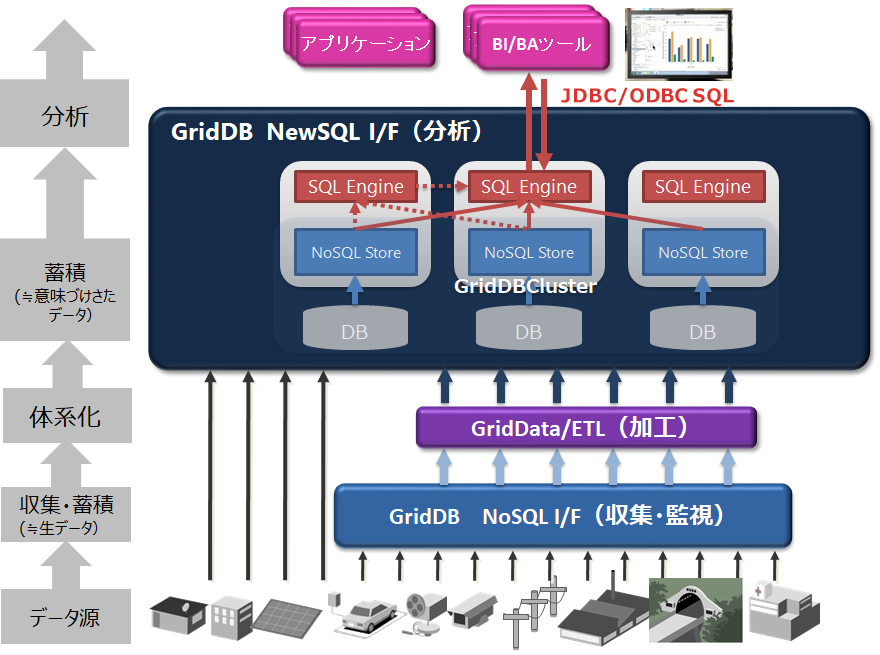 アプリケーション
BI/BAツール
JDBC/ODBC SQL
分析
GridDB NewSQL I/F（分析）
SQL Engine
SQL Engine
SQL Engine
蓄積
（≒意味づけさた
データ）
NoSQL Store
NoSQL Store
NoSQL Store
GridDBCluster
DB
DB
DB
体系化
GridData/ETL（加工）
収集・蓄積
（≒生データ）
GridDB NoSQL I/F（収集・監視）
データ源